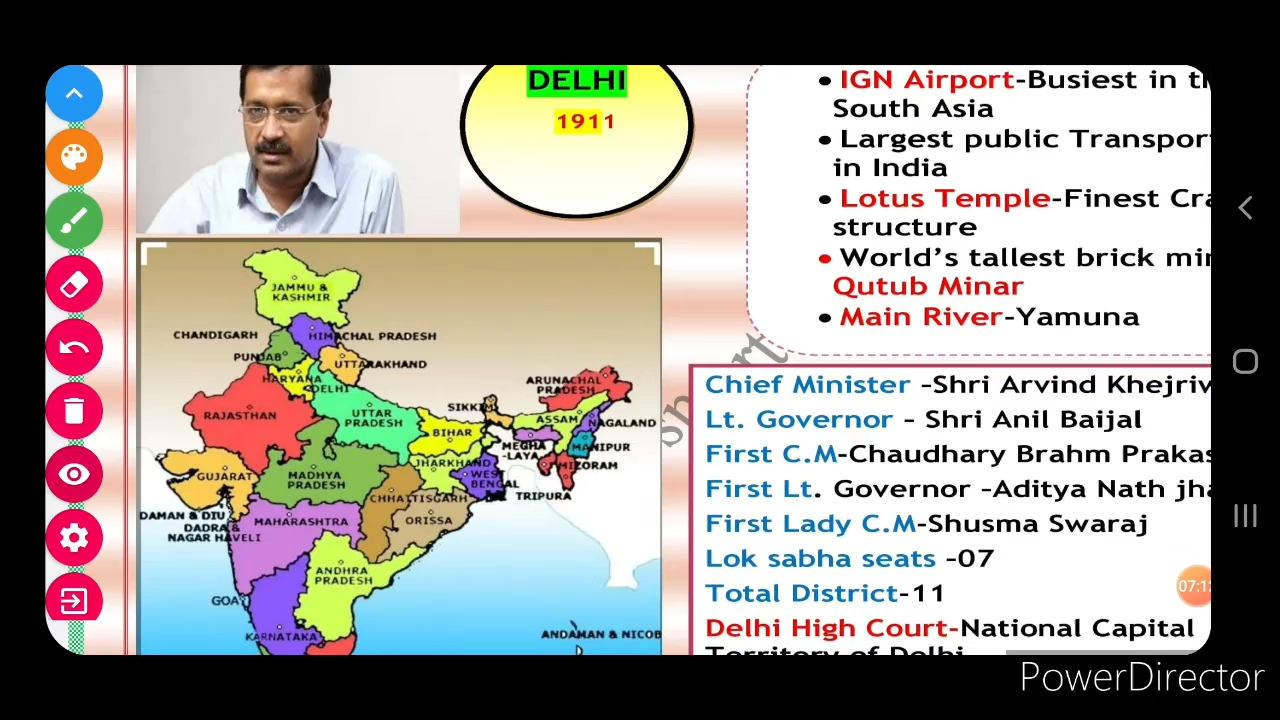 DELHI
1911
IGN Airport-Busiest in
South Asia
Largest public Transpor
in India
Lotus Temple-Finest
structure
World's tallest brick
Qutub Minar
Main River-Yamuna
Chief Minister -Shri Arvind Khejriv
Lt. Governor - Shri Anil Baijal
First C.M-Chaudhary Brahm Prakas
First Lt. Governor -Aditya Nath jha
First Lady C.M-Shusma Swaraj
Lok sabha seats -07
Total District-11
Delhi High Court-National Capital
Territory of Delhi
JAMMU &
KASHMIR
CHANDIGARH
HIMACHAL PRADESH
PUNJAB
UTTARAKHAND
HARYANA
DELHI
ARUNACHAL
PRADESH
RAJASTHAN
UTTAR
PRADESH
SIKKIM
ASSAM
NAGALAND
BIHAR
MEGHA
-LAYA
MANIPUR
JHARKHAND
MIZORAM
GUJARAT
MADHYA
PRADESH
WEST
BENGAL
TRIPURA
CHHATTISGARH
DAMAN & DIU
DADRA &
NAGAR HAVELI
MAHARASHTRA
ORISSA
ANDHRA
PRADESH
GOA
KARNATAKA
ANDAMAN & NICOB
PowerDirector